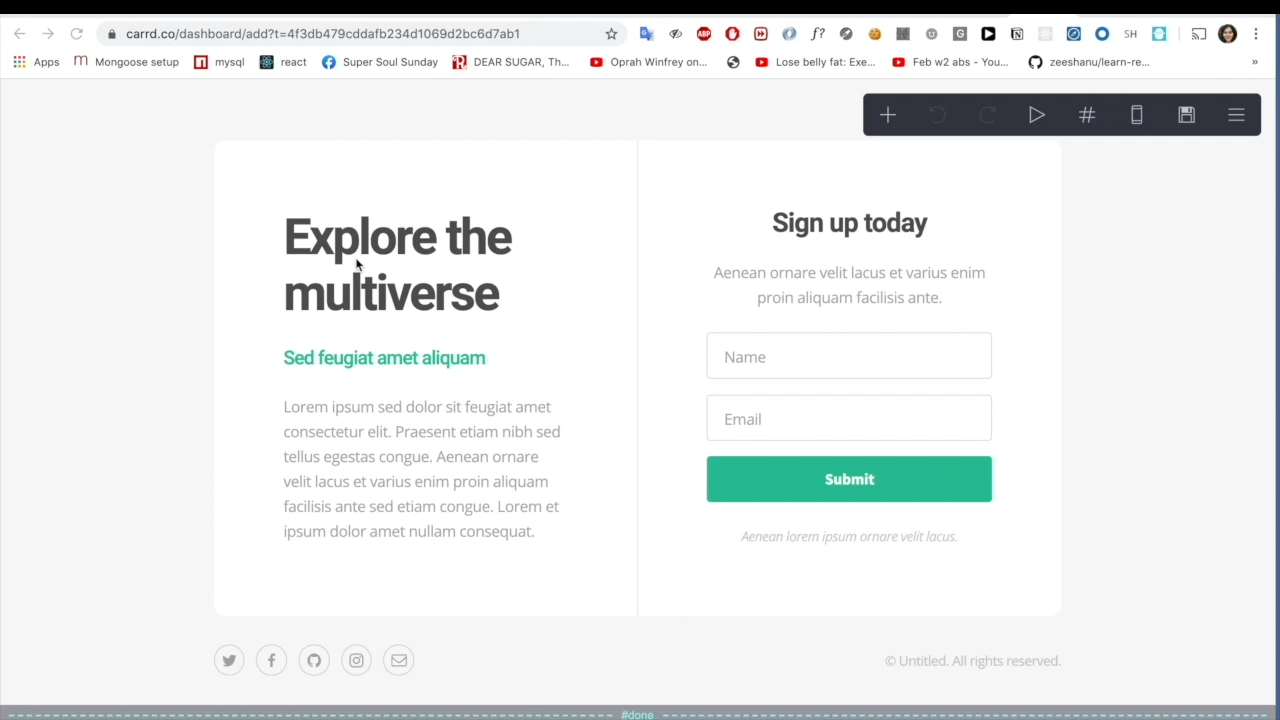 carrd.co/dashboard/add?t=4f3db479cddafb234d1069d2bc6d7ab1
ABP
f?
G
SH
Apps
Mongoose setup
mysql
react
Super Soul Sunday
DEAR SUGAR, Th...
Oprah Winfrey on...
Lose belly fat: Exe...
Feb w2 abs - You...
zeeshanu/learn-re...
»
Explore the
multiverse
Sed feugiat amet aliquam
Lorem ipsum sed dolor sit feugiat amet
consectetur elit. Praesent etiam nibh sed
tellus egestas congue. Aenean ornare
velit lacus et varius enim proin aliquam
facilisis ante sed etiam congue. Lorem et
ipsum dolor amet nullam consequat.
Sign up today
Aenean ornare velit lacus et varius enim
proin aliquam facilisis ante.
Name
Email
Submit
Aenean lorem ipsum ornare velit lacus.
© Untitled. All rights reserved.
#done